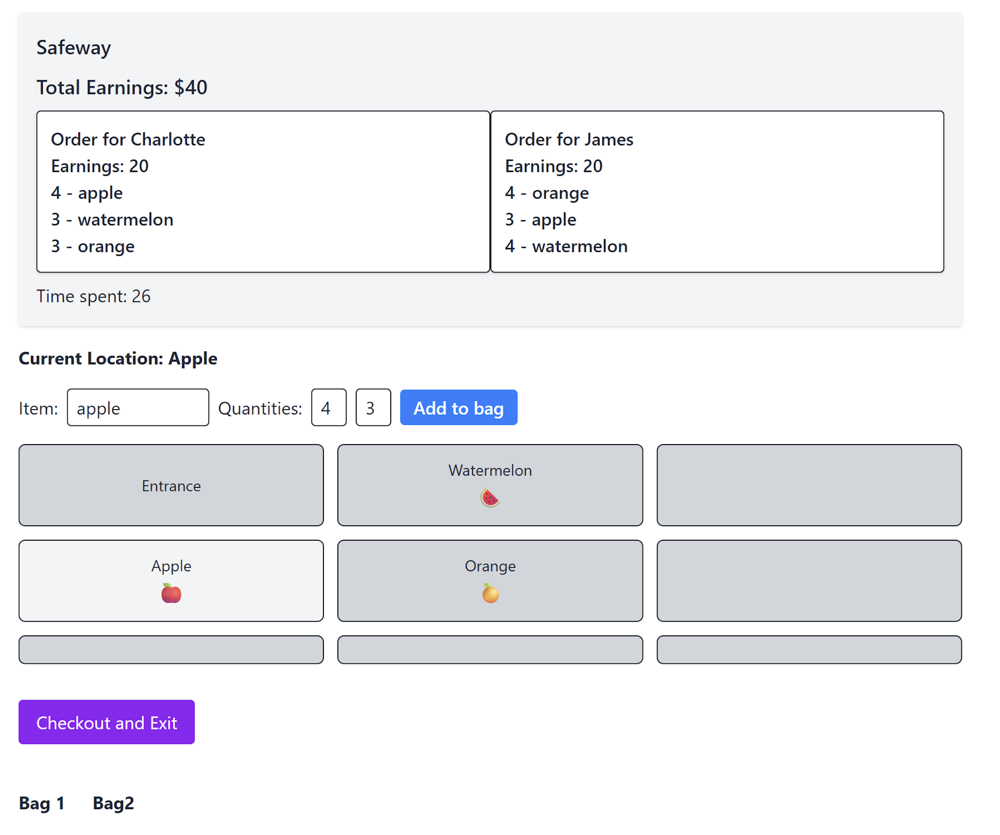 Safeway
Total Earnings: $40
Order for Charlotte
Earnings: 20
4 - apple
3 - watermelon
3 - orange
Order for James
Earnings: 20
4 - orange
3 - apple
4 - watermelon
Time spent: 26
Current Location: Apple
Item: apple Quantities: 4 3 Add to bag
Entrance
Watermelon
Apple
Orange
Checkout and Exit
Bag 1 Bag2